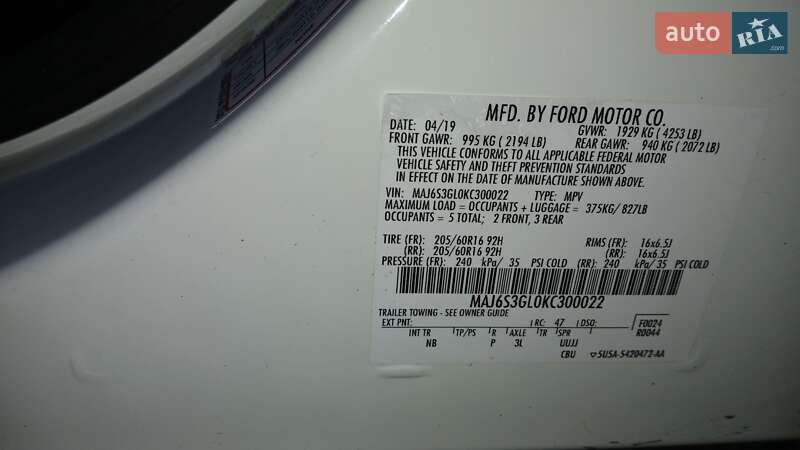 auto RIA .com
MFD. BY FORD MOTOR CO.
DATE: 04/19 GVWR: 1929 KG ( 4253 LB)
FRONT GAWR: 995 KG ( 2194 LB) REAR GAWR: 940 KG ( 2072 LB)
THIS VEHICLE CONFORMS TO ALL APPLICABLE FEDERAL MOTOR
VEHICLE SAFETY AND THEFT PREVENTION STANDARDS
IN EFFECT ON THE DATE OF MANUFACTURE SHOWN ABOVE.
VIN: MAJ6S3GL0KC300022 TYPE: MPV
MAXIMUM LOAD = OCCUPANTS + LUGGAGE = 375KG/ 827LB
OCCUPANTS = 5 TOTAL; 2 FRONT, 3 REAR
TIRE (FR): 205/60R16 92H RIMS (FR): 16x6.5J
(RR): 205/60R16 92H (RR): 16x6.5J
PRESSURE (FR): 240 kPa/ 35 PSI COLD (RR): 240 kPa/ 35 PSI COLD
MAJ6S3GL0KC300022
TRAILER TOWING - SEE OWNER GUIDE
EXT PNT: RC: 47 DSO: F0024
INT TR TP/PS R AXLE TR SPR R0044
NB P 3L UUJJ
CBU 5U5A-5420472-AA